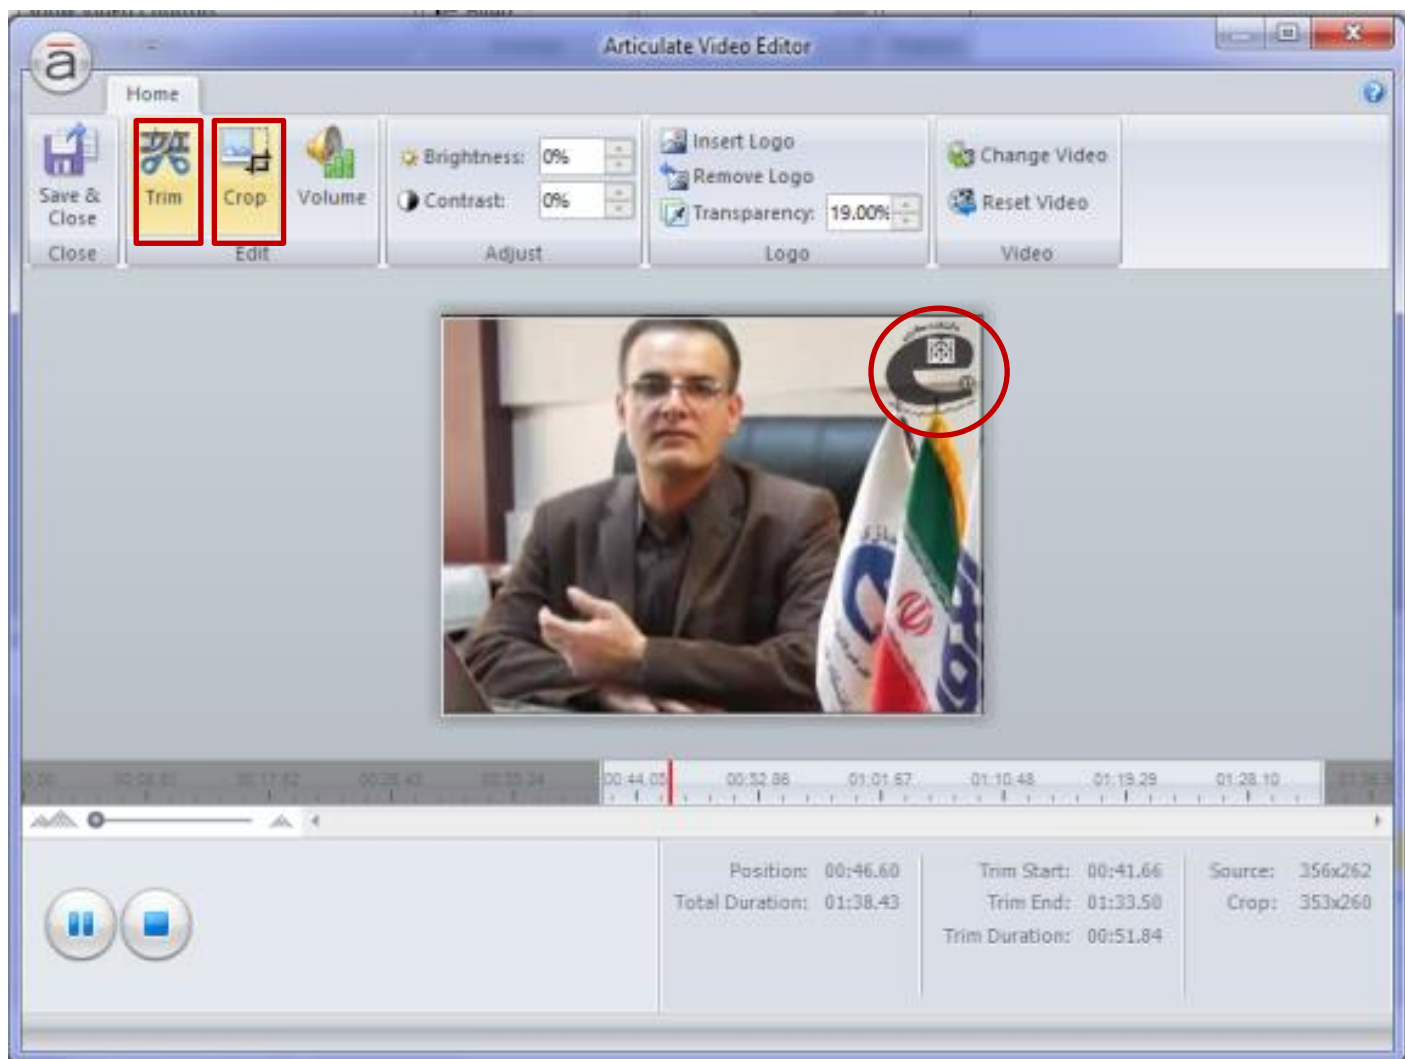 Articulate Video Editor
Home
Save & Close
Trim
Crop
Volume
Brightness: 0%
Contrast: 0%
Insert Logo
Remove Logo
Transparency: 19.00%
Change Video
Reset Video
Close
Edit
Adjust
Logo
Video
00:44.05 00:52.86 01:01.67 01:10.48 01:19.29 01:28.10
Position: 00:46.60
Total Duration: 01:38.43
Trim Start: 00:41.66
Trim End: 01:33.50
Trim Duration: 00:51.84
Source: 356x262
Crop: 353x260